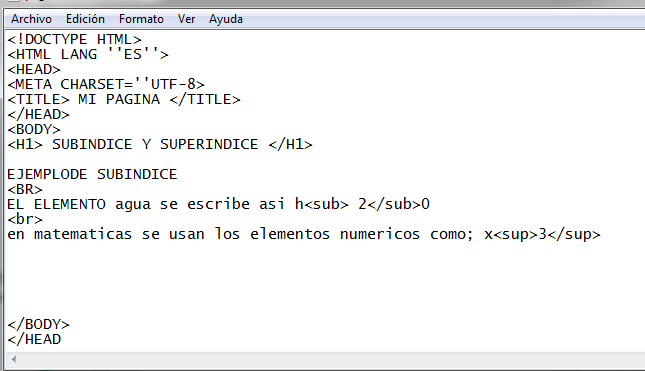 Archivo Edición Formato Ver Ayuda
<!DOCTYPE HTML>
<HTML LANG ''ES''>
<HEAD>
<META CHARSET=''UTF-8>
<TITLE> MI PAGINA </TITLE>
</HEAD>
<BODY>
<H1> SUBINDICE Y SUPERINDICE </H1>
EJEMPLODE SUBINDICE
<BR>
EL ELEMENTO agua se escribe asi h<sub> 2</sub>O
<br>
en matematicas se usan los elementos numericos como; x<sup>3</sup>
</BODY>
</HEAD